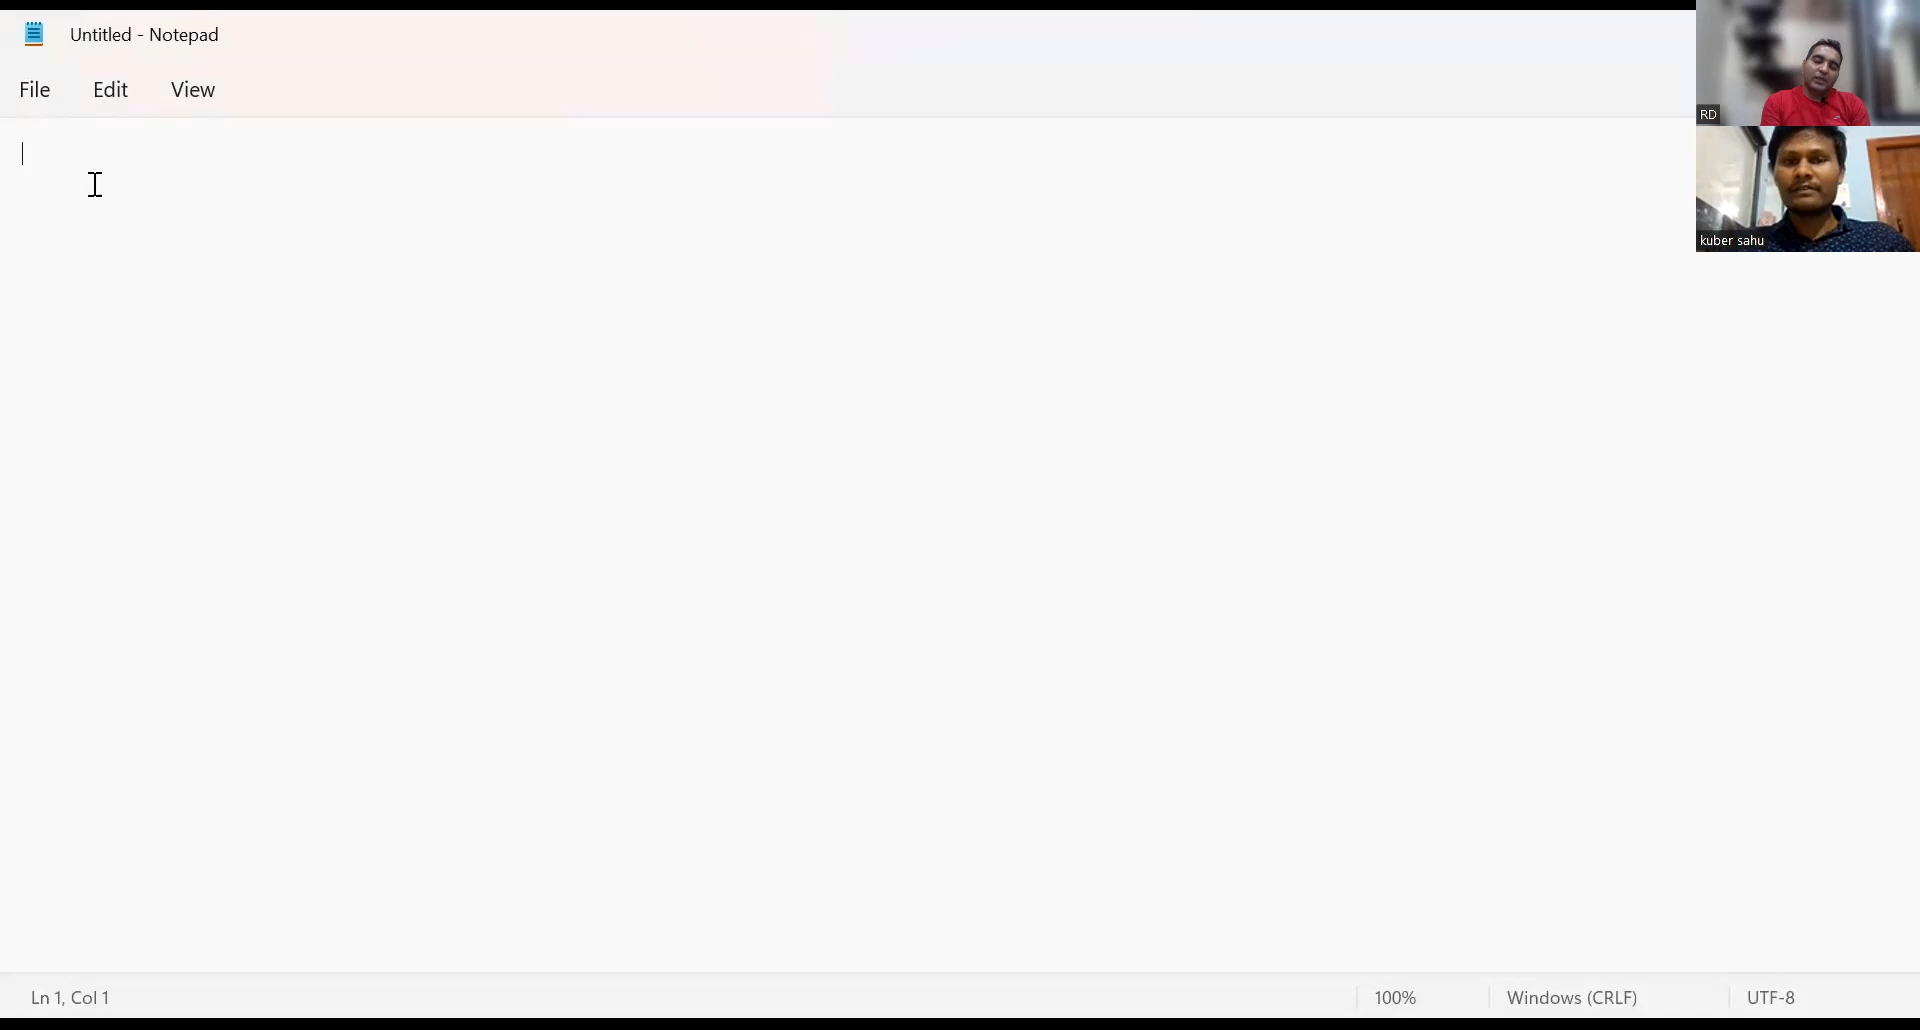 Untitled - Notepad
File Edit View
RD
kuber sahu
Ln 1, Col 1 100% Windows (CRLF) UTF-8